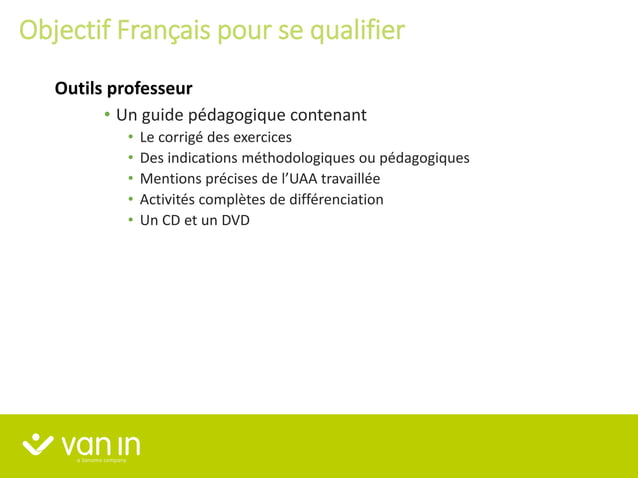 Objectif Français pour se qualifier
Outils professeur
• Un guide pédagogique contenant
• Le corrigé des exercices
• Des indications méthodologiques ou pédagogiques
• Mentions précises de l’UAA travaillée
• Activités complètes de différenciation
• Un CD et un DVD
van in
a Sanoma company